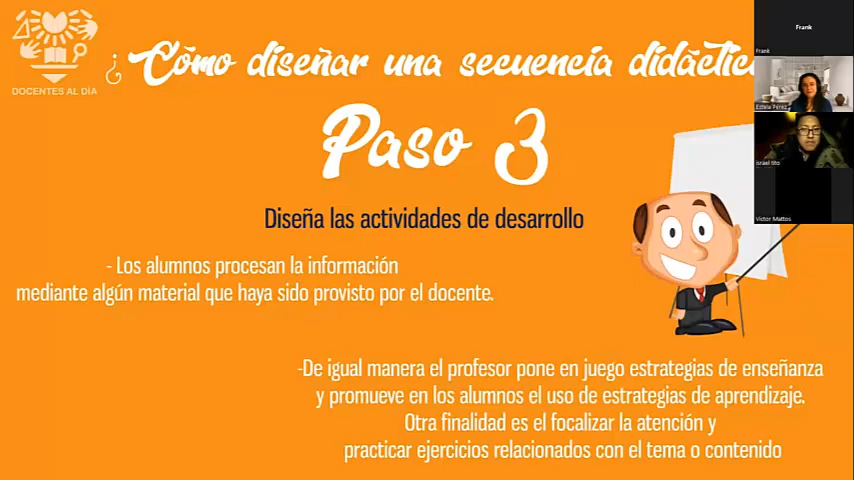 DOCENTES AL DÍA
¿Cómo diseñar una secuencia didáctic
Paso 3
Diseña las actividades de desarrollo
- Los alumnos procesan la información
mediante algún material que haya sido provisto por el docente.
-De igual manera el profesor pone en juego estrategias de enseñanza
y promueve en los alumnos el uso de estrategias de aprendizaje.
Otra finalidad es el focalizar la atención y
practicar ejercicios relacionados con el tema o contenido
Frank
Frank
Estela Pérez
israel tito
Victor Mattos